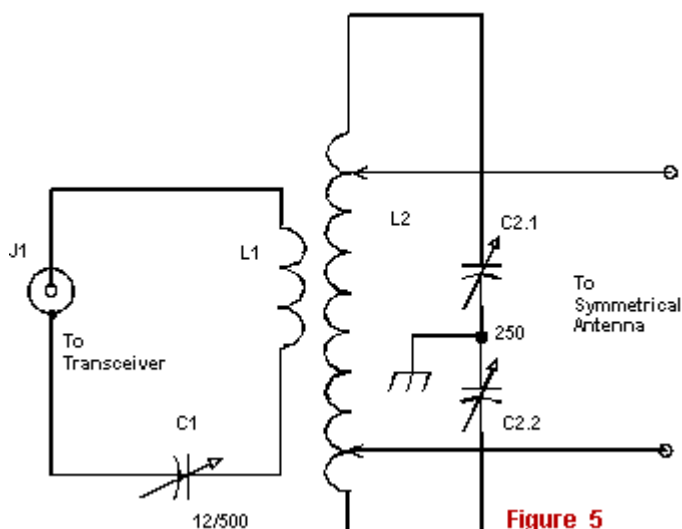 J1
L1
L2
C2.1
To
Transceiver
To
Symmetrical
Antenna
250
C1
C2.2
12/500
Figure 5